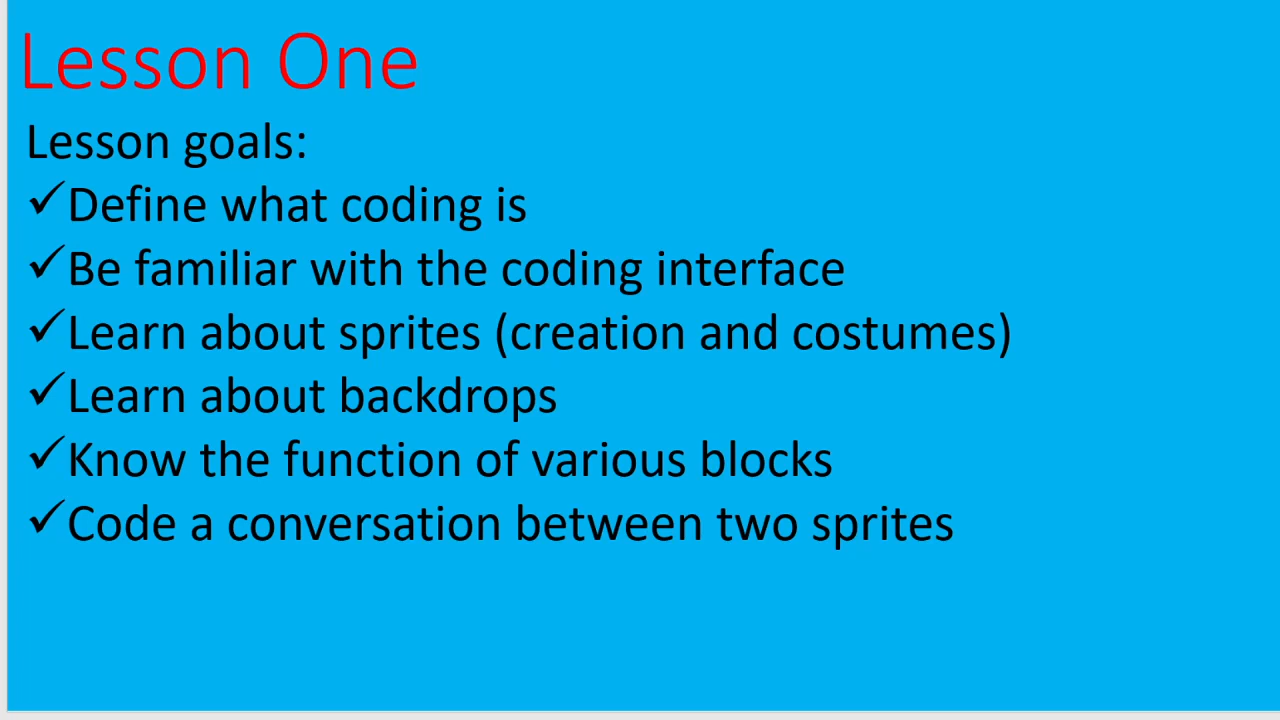 Lesson One
Lesson goals:
✓Define what coding is
✓Be familiar with the coding interface
✓Learn about sprites (creation and costumes)
✓Learn about backdrops
✓Know the function of various blocks
✓Code a conversation between two sprites